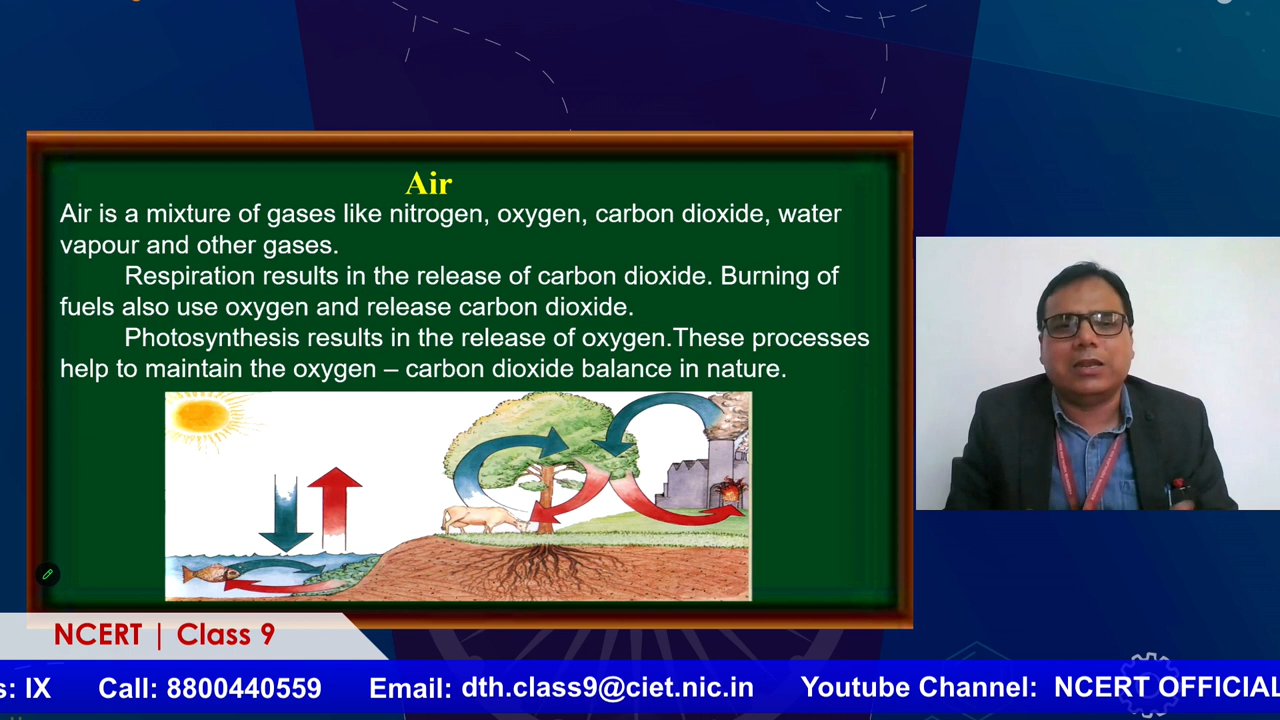 Air
Air is a mixture of gases like nitrogen, oxygen, carbon dioxide, water
vapour and other gases.
Respiration results in the release of carbon dioxide. Burning of
fuels also use oxygen and release carbon dioxide.
Photosynthesis results in the release of oxygen.These processes
help to maintain the oxygen – carbon dioxide balance in nature.
NCERT | Class 9
s: IX Call: 8800440559 Email: dth.class9@ciet.nic.in Youtube Channel: NCERT OFFICIAL